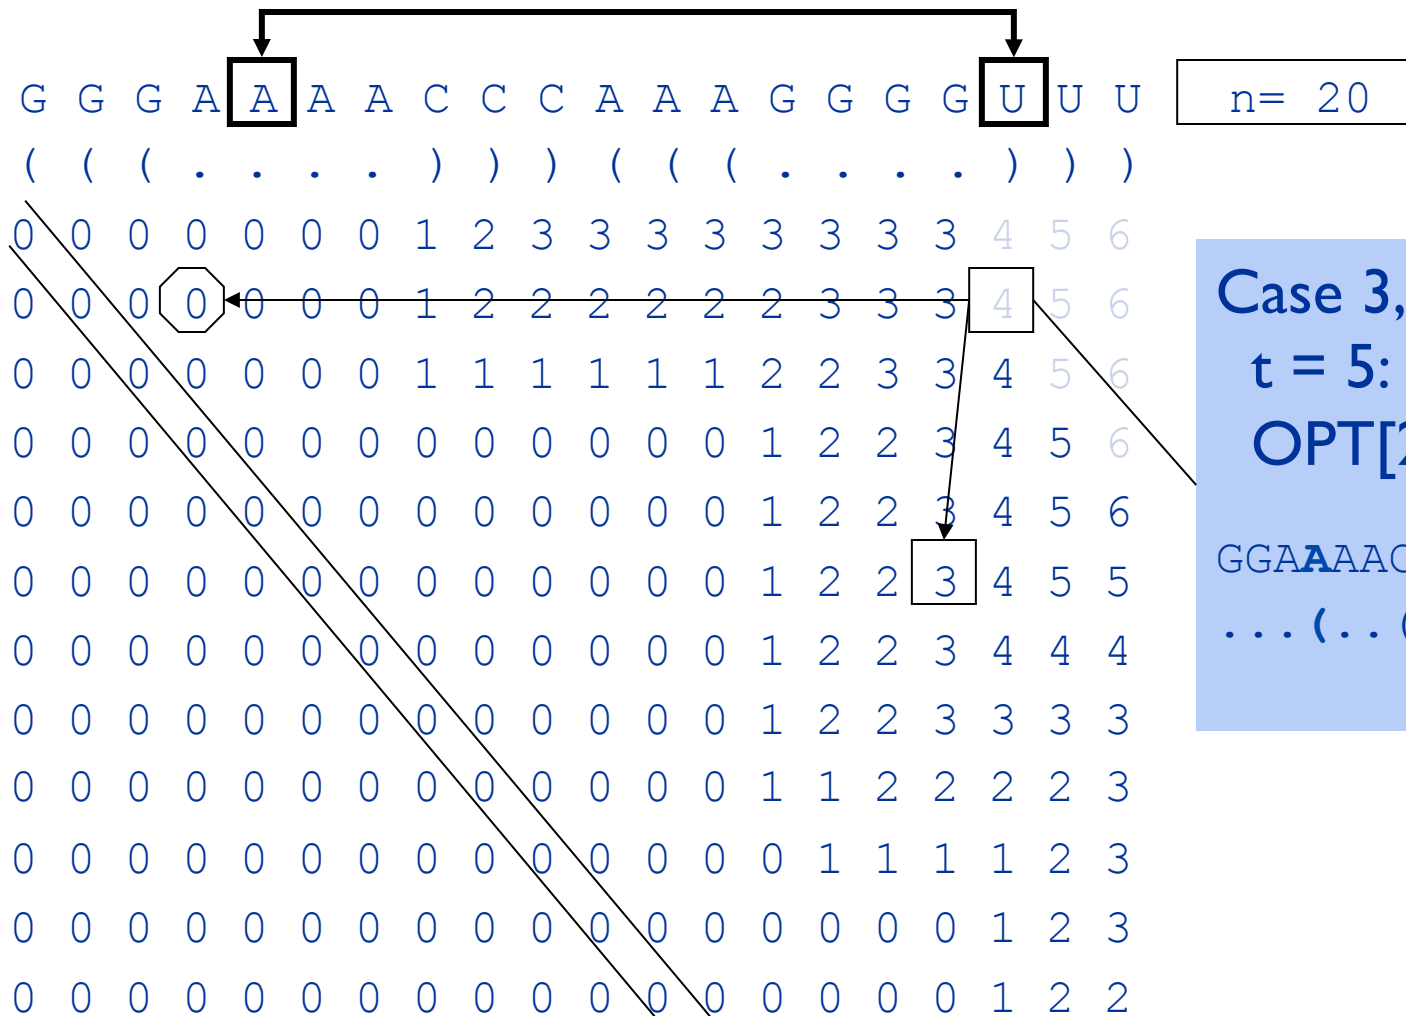 G G G A A A A C C C A A A G G G G U U U n= 20
( ( ( . . . . ) ) ) ( ( ( . . . . ) ) )
0 0 0 0 0 0 0 1 2 3 3 3 3 3 3 3 3 4 5 6
0 0 0 0 0 0 0 1 2 2 2 2 2 2 3 3 3 4 5 6
0 0 0 0 0 0 0 1 1 1 1 1 1 2 2 3 3 4 5 6
0 0 0 0 0 0 0 0 0 0 0 0 0 1 2 2 3 4 5 6
0 0 0 0 0 0 0 0 0 0 0 0 0 1 2 2 3 4 5 6
0 0 0 0 0 0 0 0 0 0 0 0 0 1 2 2 3 4 5 5
0 0 0 0 0 0 0 0 0 0 0 0 0 1 2 2 3 4 4 4
0 0 0 0 0 0 0 0 0 0 0 0 0 1 2 2 3 3 3 3
0 0 0 0 0 0 0 0 0 0 0 0 0 1 1 2 2 2 2 3
0 0 0 0 0 0 0 0 0 0 0 0 0 0 1 1 1 1 2 3
0 0 0 0 0 0 0 0 0 0 0 0 0 0 0 0 0 1 2 3
0 0 0 0 0 0 0 0 0 0 0 0 0 0 0 0 0 1 2 2
Case 3,
t = 5:
OPT[2
GGAAAAC
...(..(